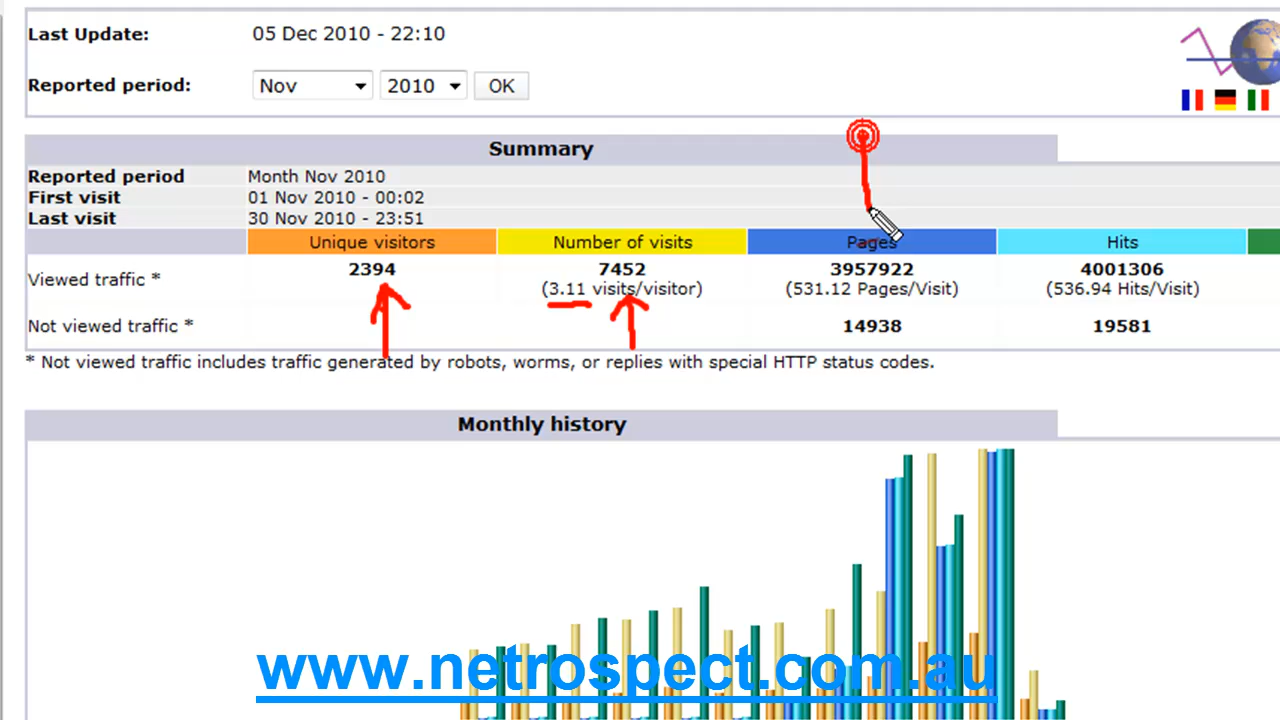 Last Update: 05 Dec 2010 - 22:10
Reported period: Nov 2010 OK
Summary
Reported period Month Nov 2010
First visit 01 Nov 2010 - 00:02
Last visit 30 Nov 2010 - 23:51
Unique visitors Number of visits Pages Hits
Viewed traffic * 2394 7452 3957922 4001306
(3.11 visits/visitor) (531.12 Pages/Visit) (536.94 Hits/Visit)
Not viewed traffic * 14938 19581
* Not viewed traffic includes traffic generated by robots, worms, or replies with special HTTP status codes.
Monthly history
www.netrospect.com.au